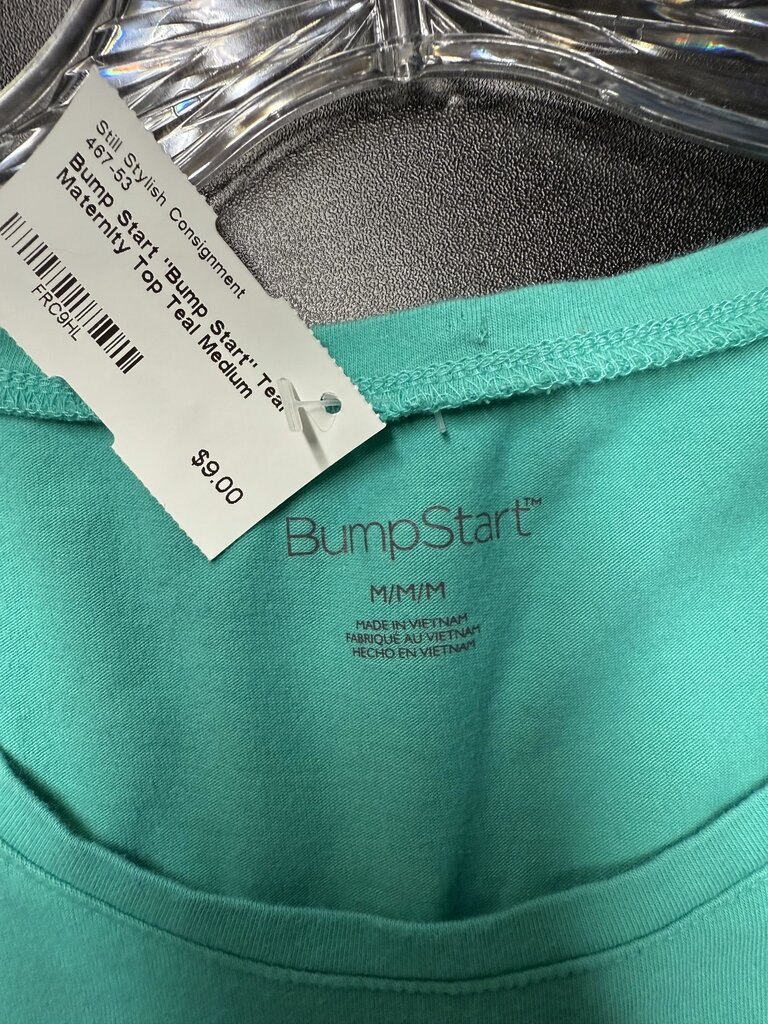 Still Stylish Consignment
467-53
Bump Start "Bump Start" Teal
Maternity Top Teal Medium
FRC9HL
$9.00
BumpStart™
M/M/M
MADE IN VIETNAM
FABRIQUÉ AU VIETNAM
HECHO EN VIETNAM